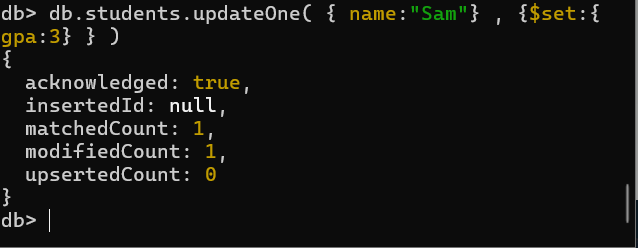 db> db.students.updateOne( { name:"Sam"} , {$set:{
gpa:3} } )
{
  acknowledged: true,
  insertedId: null,
  matchedCount: 1,
  modifiedCount: 1,
  upsertedCount: 0
}
db>